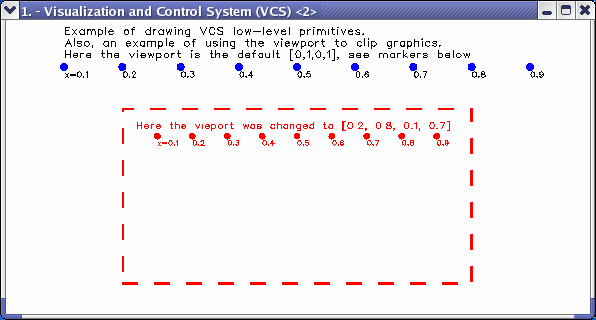 1. - Visualization and Control System (VCS) <2>
Example of drawing VCS low-level primitives.
Also, an example of using the viewport to clip graphics.
Here the viewport is the default [0,1,0,1], see markers below
x=0.1 0.2 0.3 0.4 0.5 0.6 0.7 0.8 0.9
Here the vieport was changed to [0.2, 0.8, 0.1, 0.7]
x=0.1 0.2 0.3 0.4 0.5 0.6 0.7 0.8 0.9